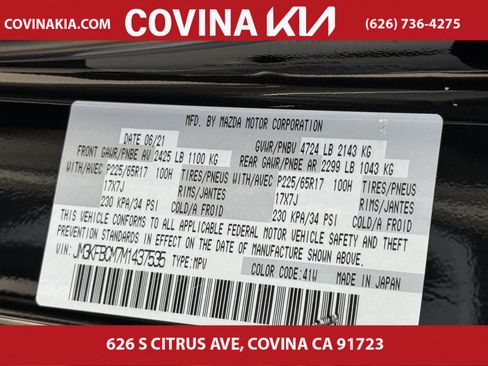 COVINAKIA.COM COVINA KIA (626) 736-4275
MFD. BY MAZDA MOTOR CORPORATION
DATE 06/21 GVWR/PNBV 4724 LB 2143 KG
FRONT GAWR/PNBE AV 2425 LB 1100 KG REAR GAWR/PNBE AR 2299 LB 1043 KG
WITH/AVEC P225/65R17 100H TIRES/PNEUS WITH/AVEC P225/65R17 100H TIRES/PNEUS
17X7J RIMS/JANTES 17X7J RIMS/JANTES
230 KPA/34 PSI COLD/A FROID 230 KPA/34 PSI COLD/A FROID
THIS VEHICLE CONFORMS TO ALL APPLICABLE FEDERAL MOTOR VEHICLE SAFETY AND THEFT
PREVENTION STANDARDS IN EFFECT ON THE DATE OF MANUFACTURE SHOWN ABOVE.
VIN: JM3KFBCM7M1437535 TYPE: MPV
COLOR CODE: 41W MADE IN JAPAN
626 S CITRUS AVE, COVINA CA 91723